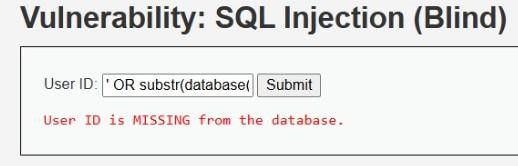 Vulnerability: SQL Injection (Blind)
User ID: ' OR substr(database( Submit
User ID is MISSING from the database.